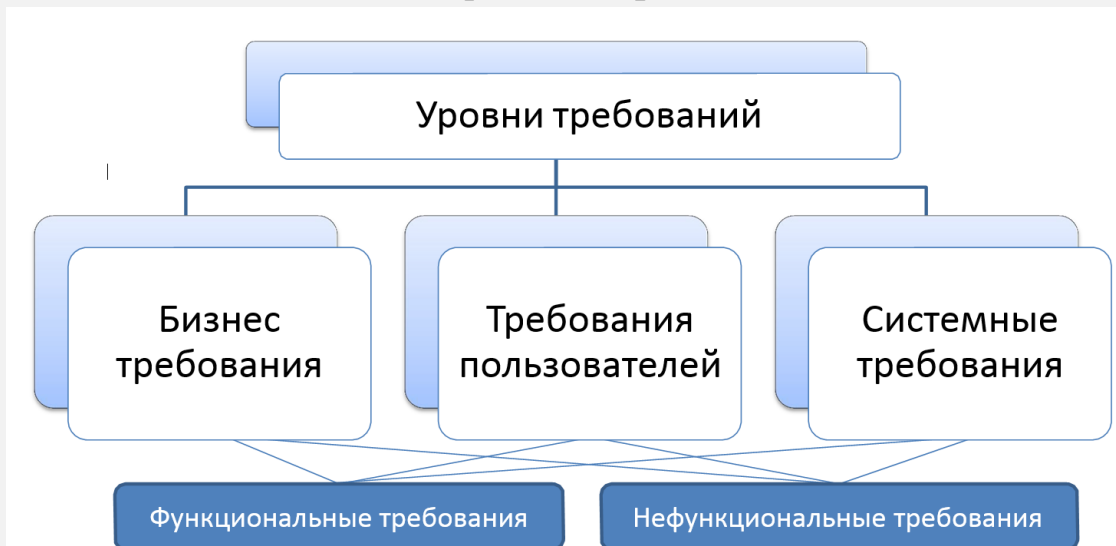 Уровни требований
Бизнес
требования
Требования
пользователей
Системные
требования
Функциональные требования
Нефункциональные требования